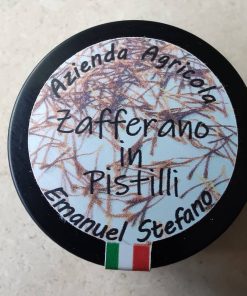 Azienda Agricola
Zafferano
in
Pistilli
Emanuel Stefano